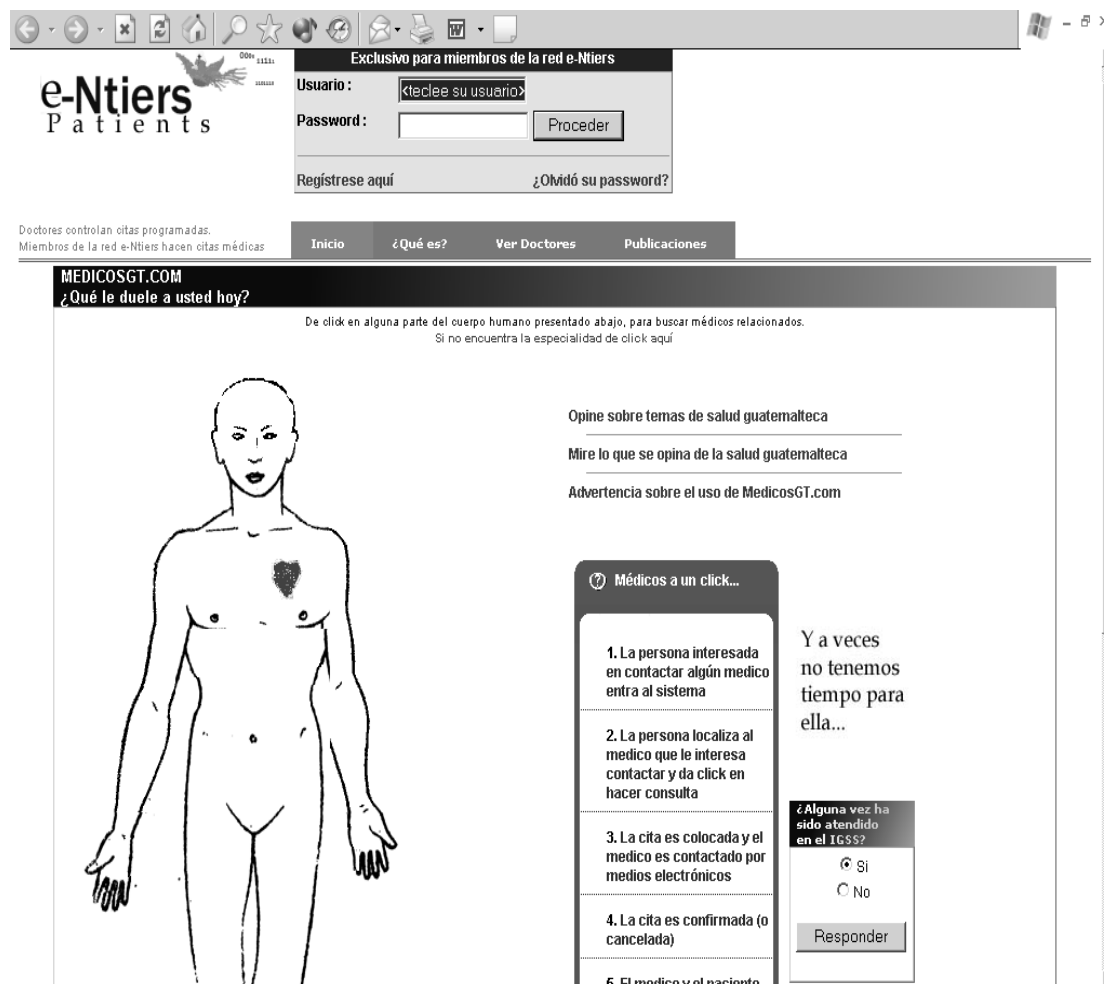 e-Ntiers
Patients
Exclusivo para miembros de la red e-Ntiers
Usuario :
<teclee su usuario>
Password :
Proceder
Regístrese aquí
¿Olvidó su password?
Doctores controlan citas programadas.
Miembros de la red e-Ntiers hacen citas médicas
Inicio
¿Qué es?
Ver Doctores
Publicaciones
MEDICOSGT.COM
¿Qué le duele a usted hoy?
De click en alguna parte del cuerpo humano presentado abajo, para buscar médicos relacionados.
Si no encuentra la especialidad de click aquí
Opine sobre temas de salud guatemalteca
Mire lo que se opina de la salud guatemalteca
Advertencia sobre el uso de MedicosGT.com
Médicos a un click...
1. La persona interesada
en contactar algún medico
entra al sistema
2. La persona localiza al
medico que le interesa
contactar y da click en
hacer consulta
3. La cita es colocada y el
medico es contactado por
medios electrónicos
4. La cita es confirmada (o
cancelada)
5. El medico y el paciente
Y a veces
no tenemos
tiempo para
ella...
¿Alguna vez ha
sido atendido
en el IGSS?
Si
No
Responder